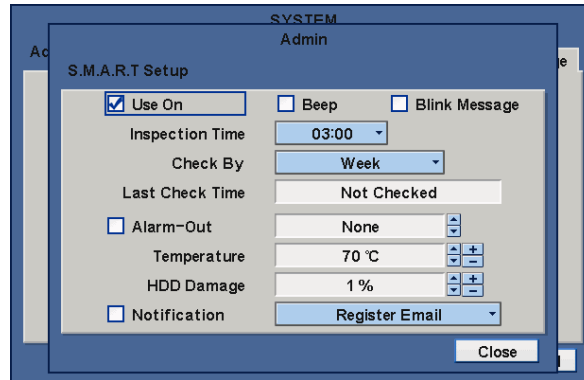 SYSTEM
Admin
S.M.A.R.T Setup
Use On Beep Blink Message
Inspection Time 03:00
Check By Week
Last Check Time Not Checked
Alarm-Out None
Temperature 70 ℃ + −
HDD Damage 1 % + −
Notification Register Email
Close